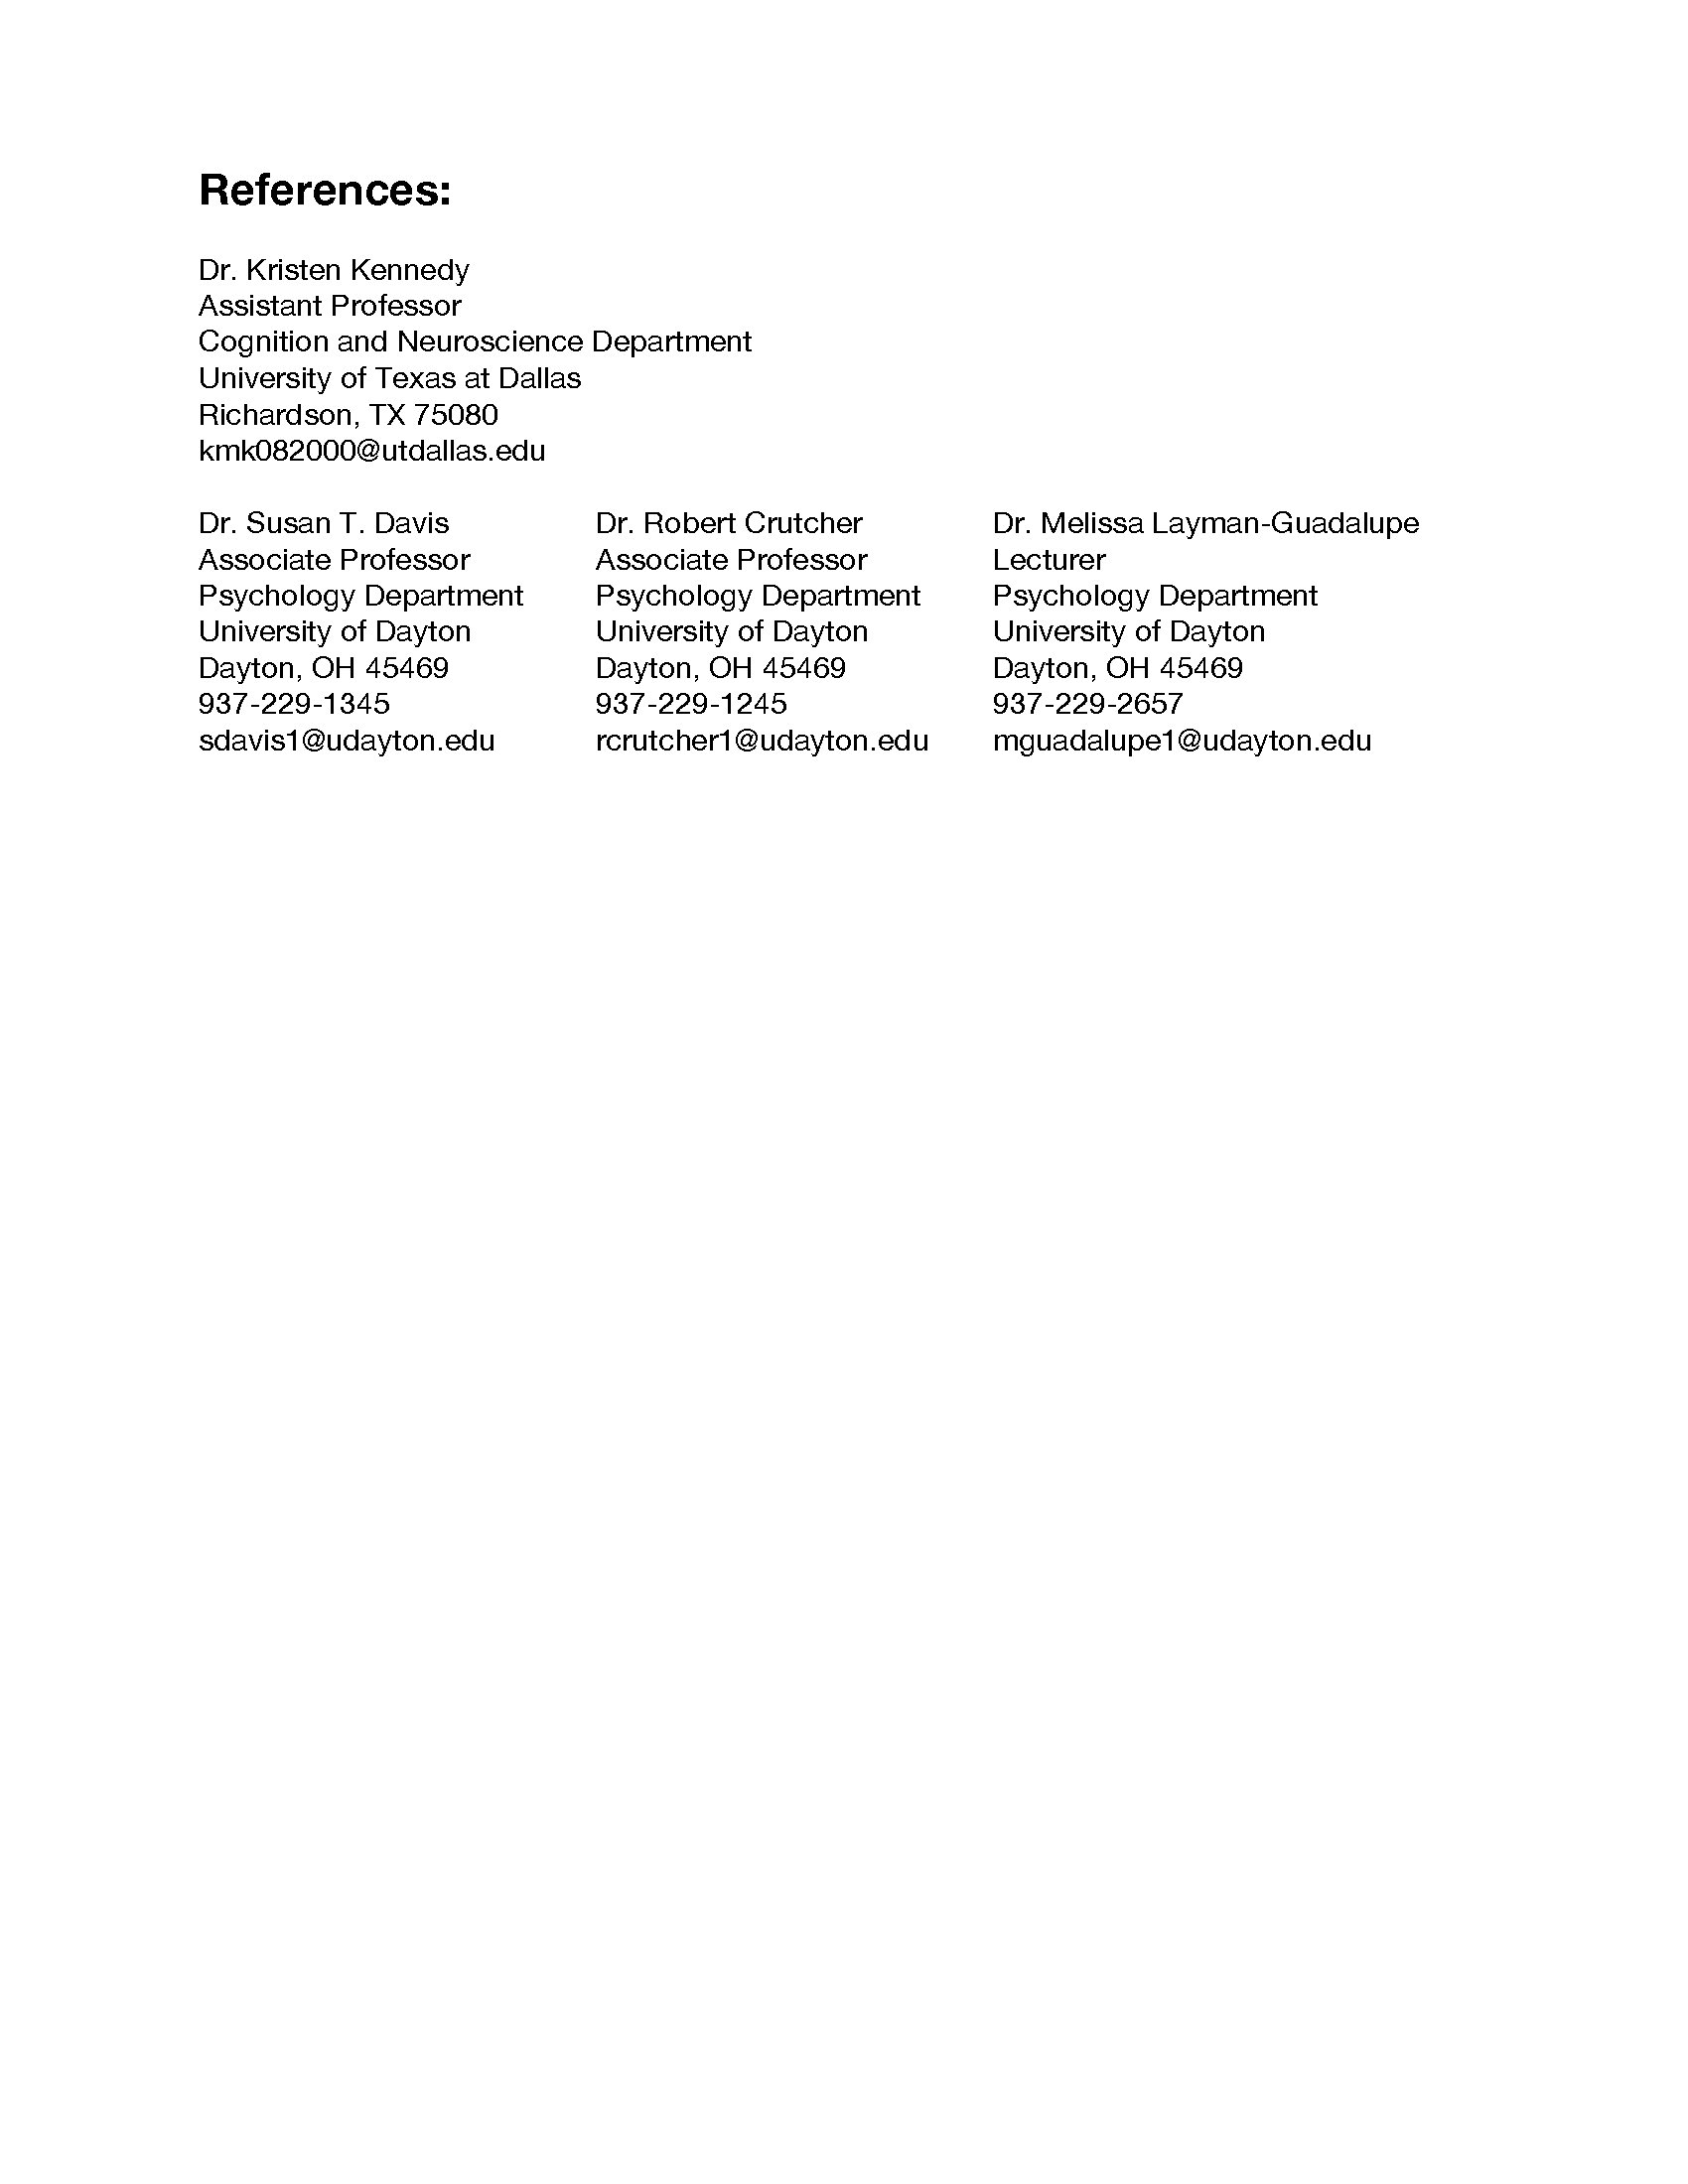 References:
Dr. Kristen Kennedy
Assistant Professor
Cognition and Neuroscience Department
University of Texas at Dallas
Richardson, TX 75080
kmk082000@utdallas.edu
Dr. Susan T. Davis
Associate Professor
Psychology Department
University of Dayton
Dayton, OH 45469
937-229-1345
sdavis1@udayton.edu
Dr. Robert Crutcher
Associate Professor
Psychology Department
University of Dayton
Dayton, OH 45469
937-229-1245
rcrutcher1@udayton.edu
Dr. Melissa Layman-Guadalupe
Lecturer
Psychology Department
University of Dayton
Dayton, OH 45469
937-229-2657
mguadalupe1@udayton.edu